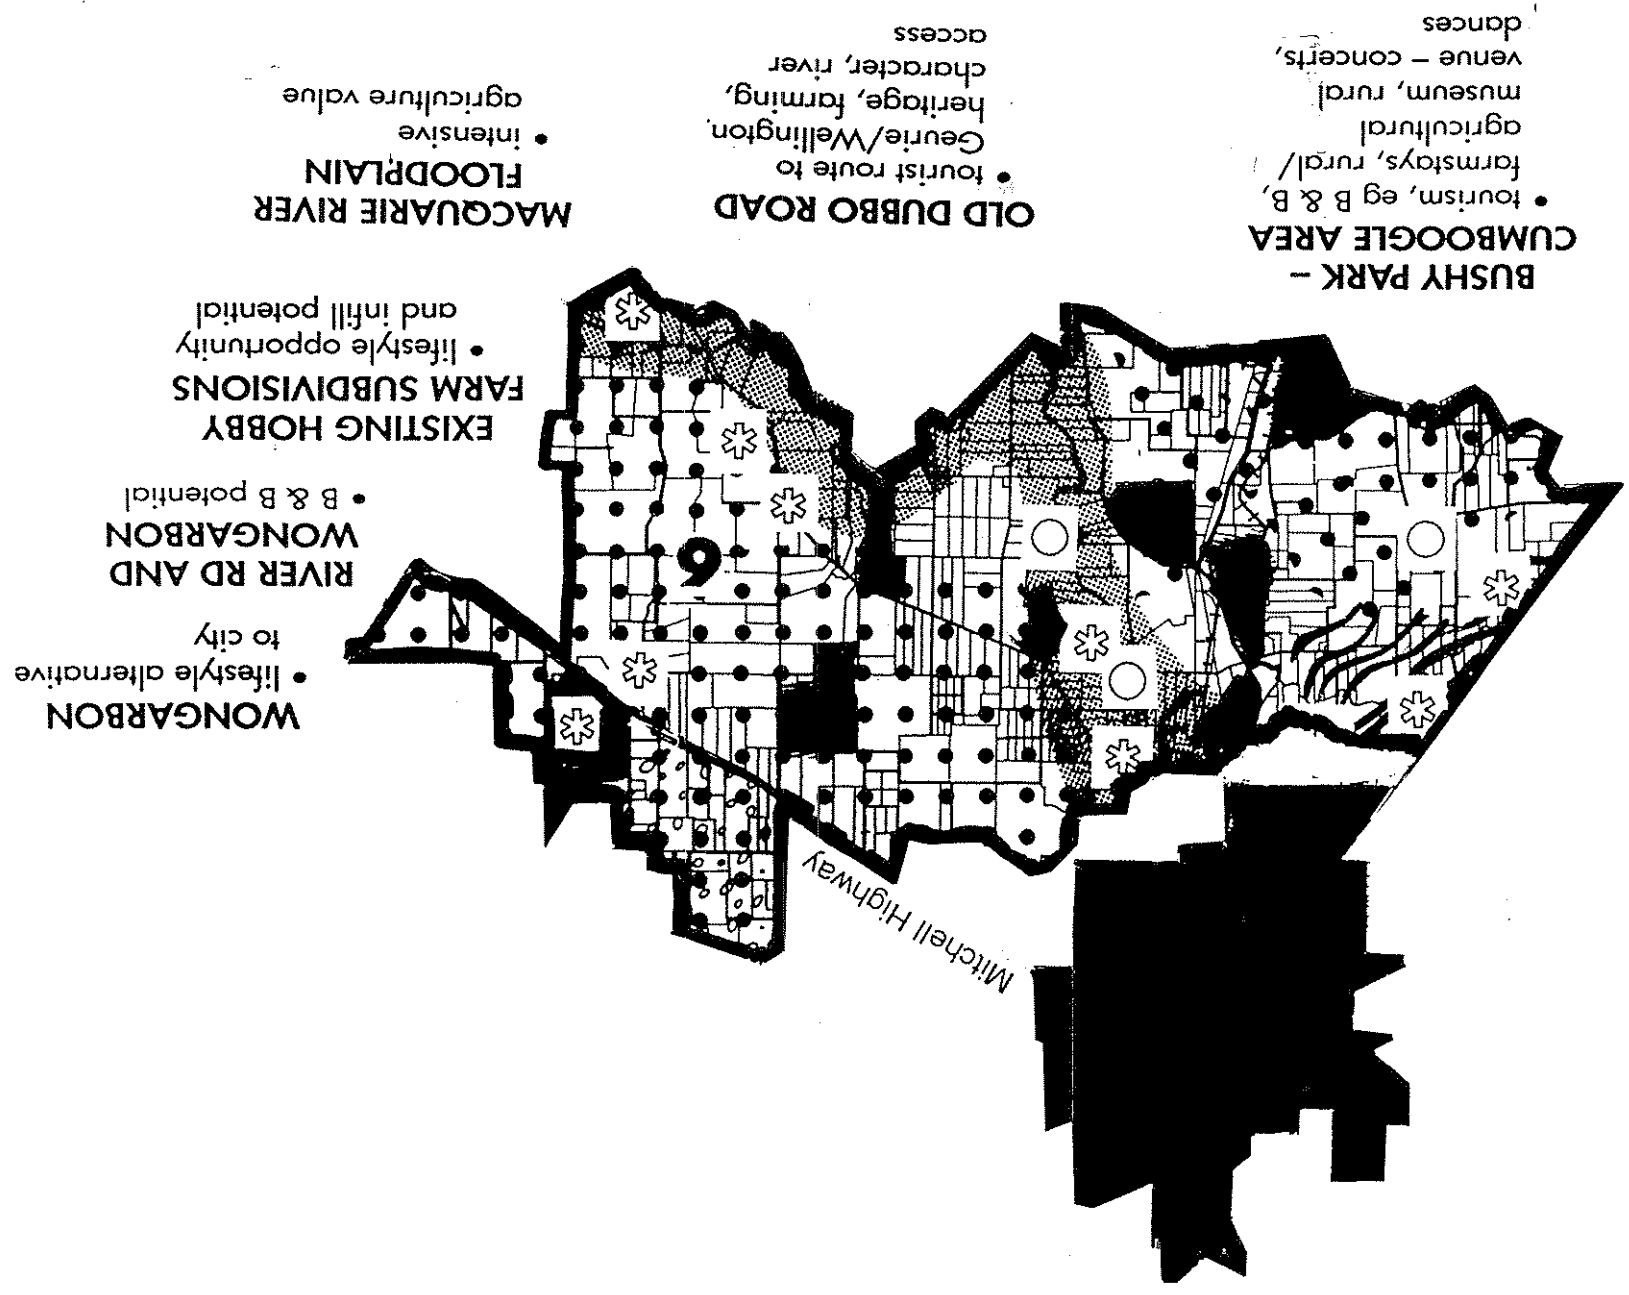 Mitchell Highway
6
WONGARBON
• lifestyle alternative
to city
RIVER RD AND
WONGARBON
• B & B potential
EXISTING HOBBY
FARM SUBDIVISIONS
• lifestyle opportunity
and infill potential
BUSHY PARK –
CUMBOOGLE AREA
• tourism, eg B & B,
farmstays, rural/
agricultural
museum, rural
venue – concerts,
dances
OLD DUBBO ROAD
• tourist route to
Geurie/Wellington
heritage, farming,
character, river
access
MACQUARIE RIVER
FLOODPLAIN
• intensive
agriculture value